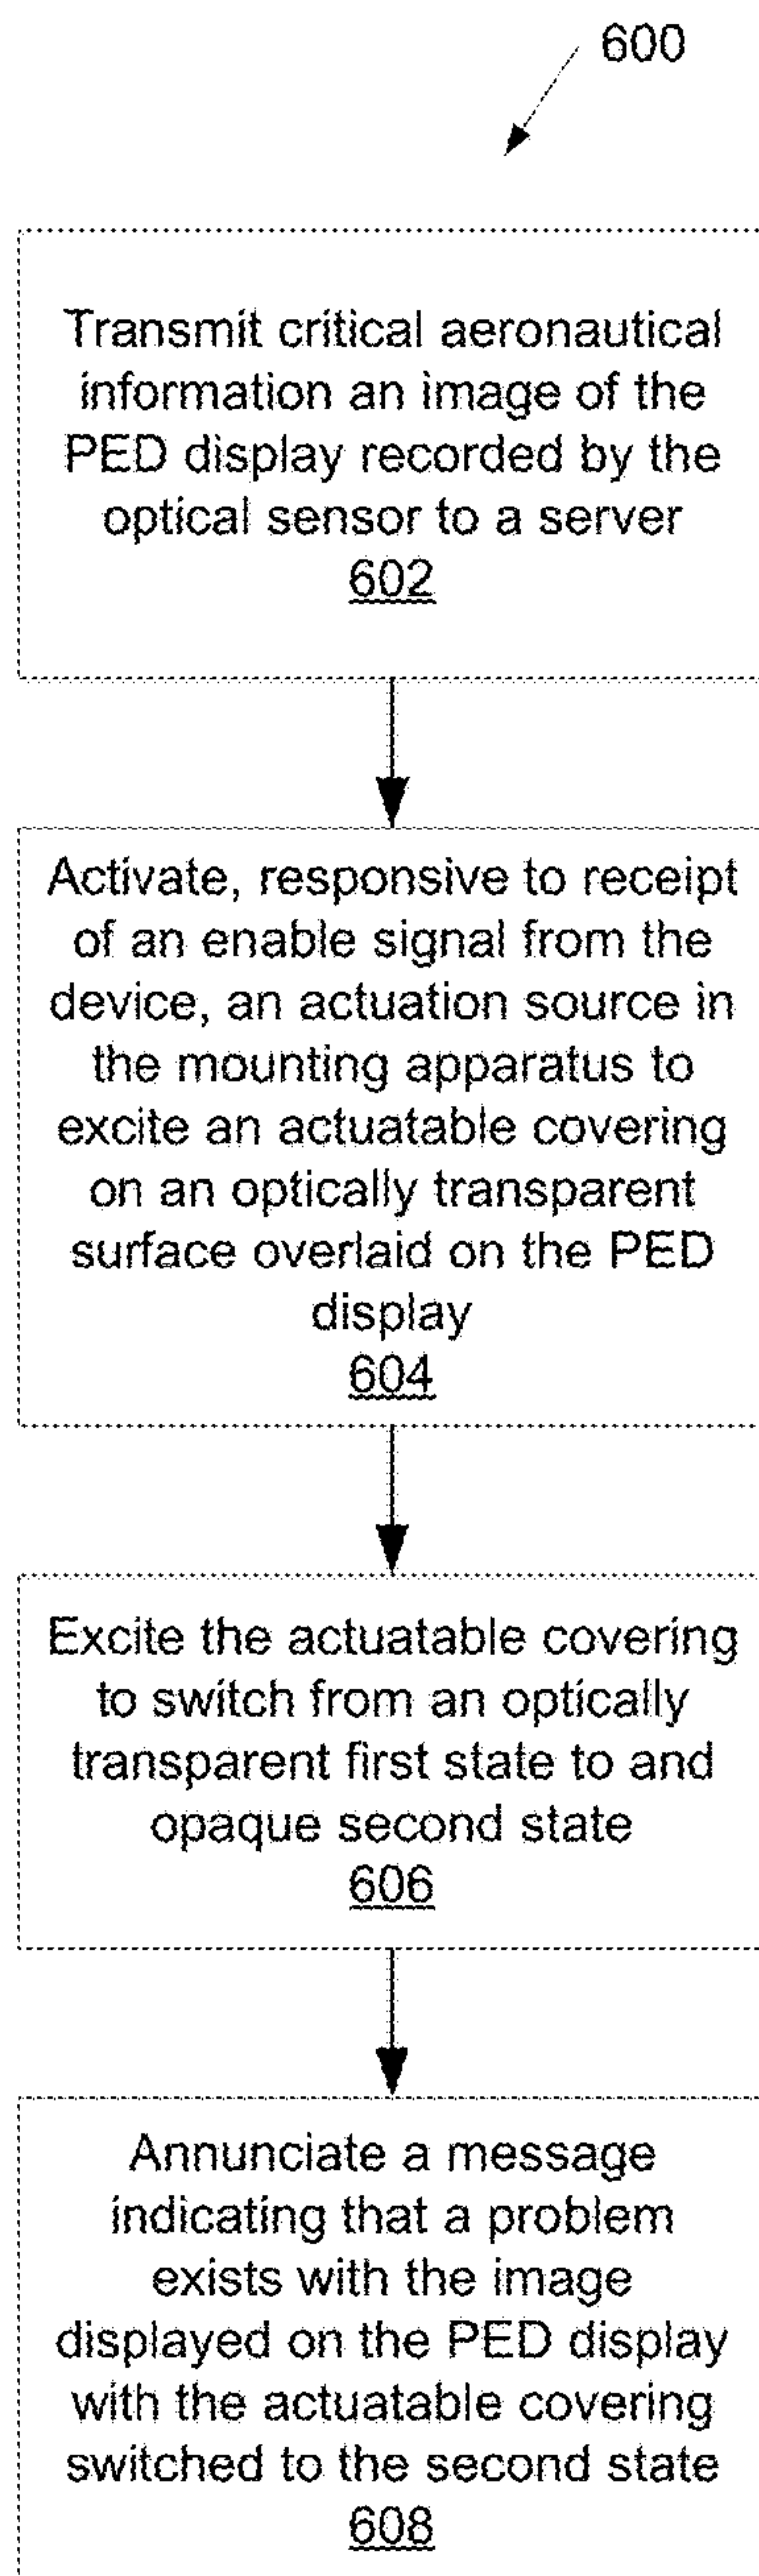 600
Transmit critical aeronautical
information an image of the
PED display recorded by the
optical sensor to a server
602
Activate, responsive to receipt
of an enable signal from the
device, an actuation source in
the mounting apparatus to
excite an actuatable covering
on an optically transparent
surface overlaid on the PED
display
604
Excite the actuatable covering
to switch from an optically
transparent first state to and
opaque second state
606
Annunciate a message
indicating that a problem
exists with the image
displayed on the PED display
with the actuatable covering
switched to the second state
608